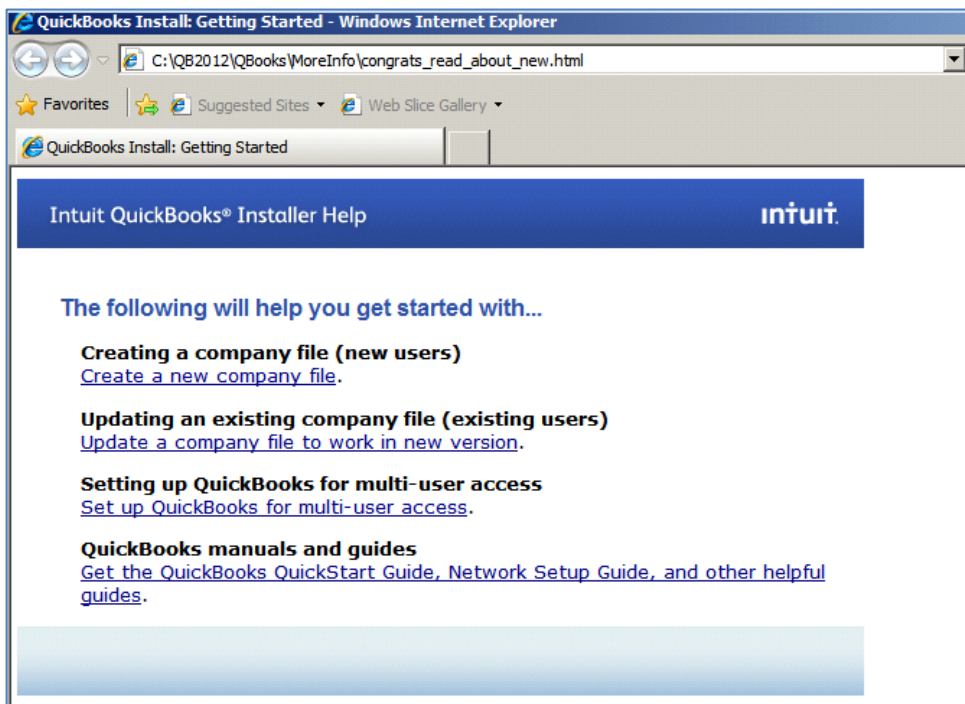 QuickBooks Install: Getting Started - Windows Internet Explorer
C:\QB2012\QBooks\MoreInfo\congrats_read_about_new.html
Favorites Suggested Sites Web Slice Gallery
QuickBooks Install: Getting Started
Intuit QuickBooks® Installer Help intuit.
The following will help you get started with...
Creating a company file (new users)
Create a new company file.
Updating an existing company file (existing users)
Update a company file to work in new version.
Setting up QuickBooks for multi-user access
Set up QuickBooks for multi-user access.
QuickBooks manuals and guides
Get the QuickBooks QuickStart Guide, Network Setup Guide, and other helpful
guides.